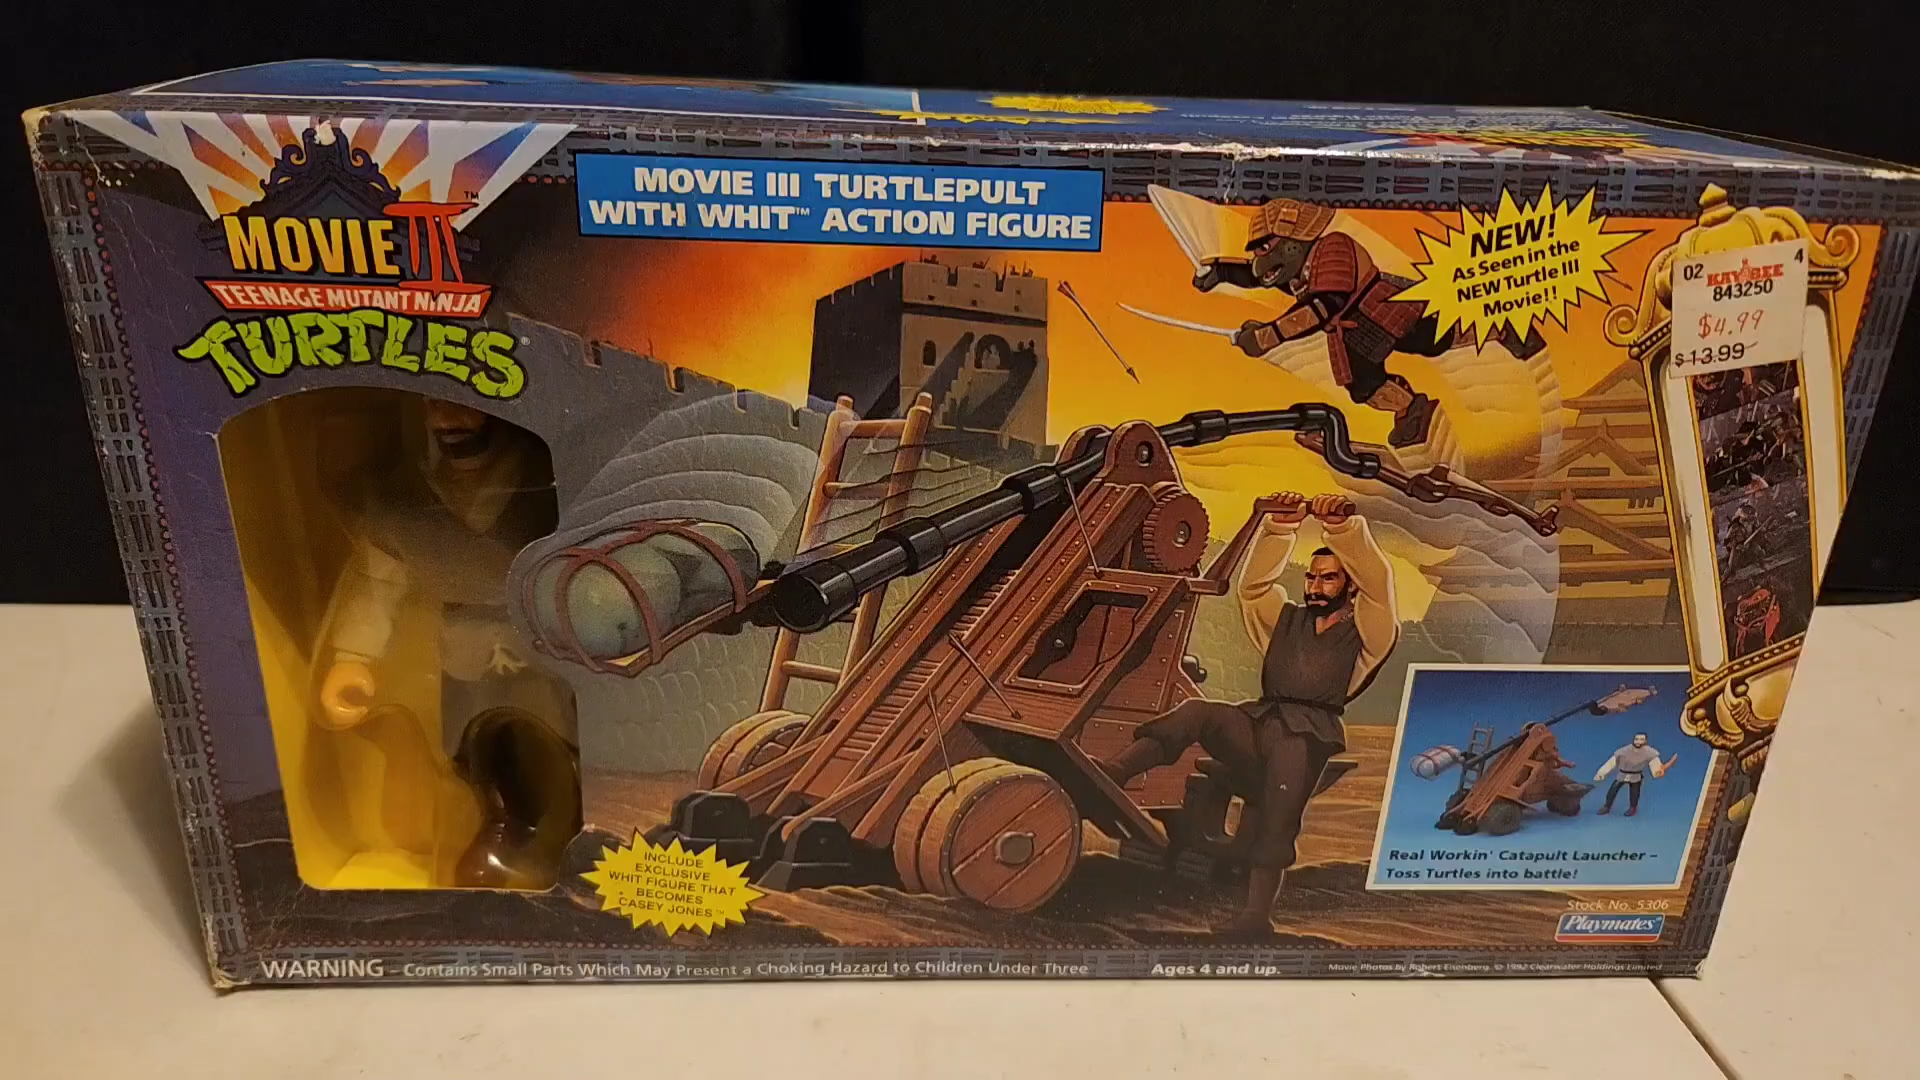 MOVIE III
TEENAGE MUTANT NINJA
TURTLES®
MOVIE III TURTLEPULT
WITH WHIT™ ACTION FIGURE
NEW!
As Seen in the
NEW Turtle III
Movie!!
02 KAY BEE 4
843250
$4.99
$13.99
INCLUDE
EXCLUSIVE
WHIT FIGURE THAT
BECOMES
CASEY JONES™
Real Workin' Catapult Launcher –
Toss Turtles into battle!
Stock No. 5306
Playmates®
WARNING – Contains Small Parts Which May Present a Choking Hazard to Children Under Three
Ages 4 and up.
Movie Photos by Robert Eisenberg. © 1992 Clearwater Holdings Limited